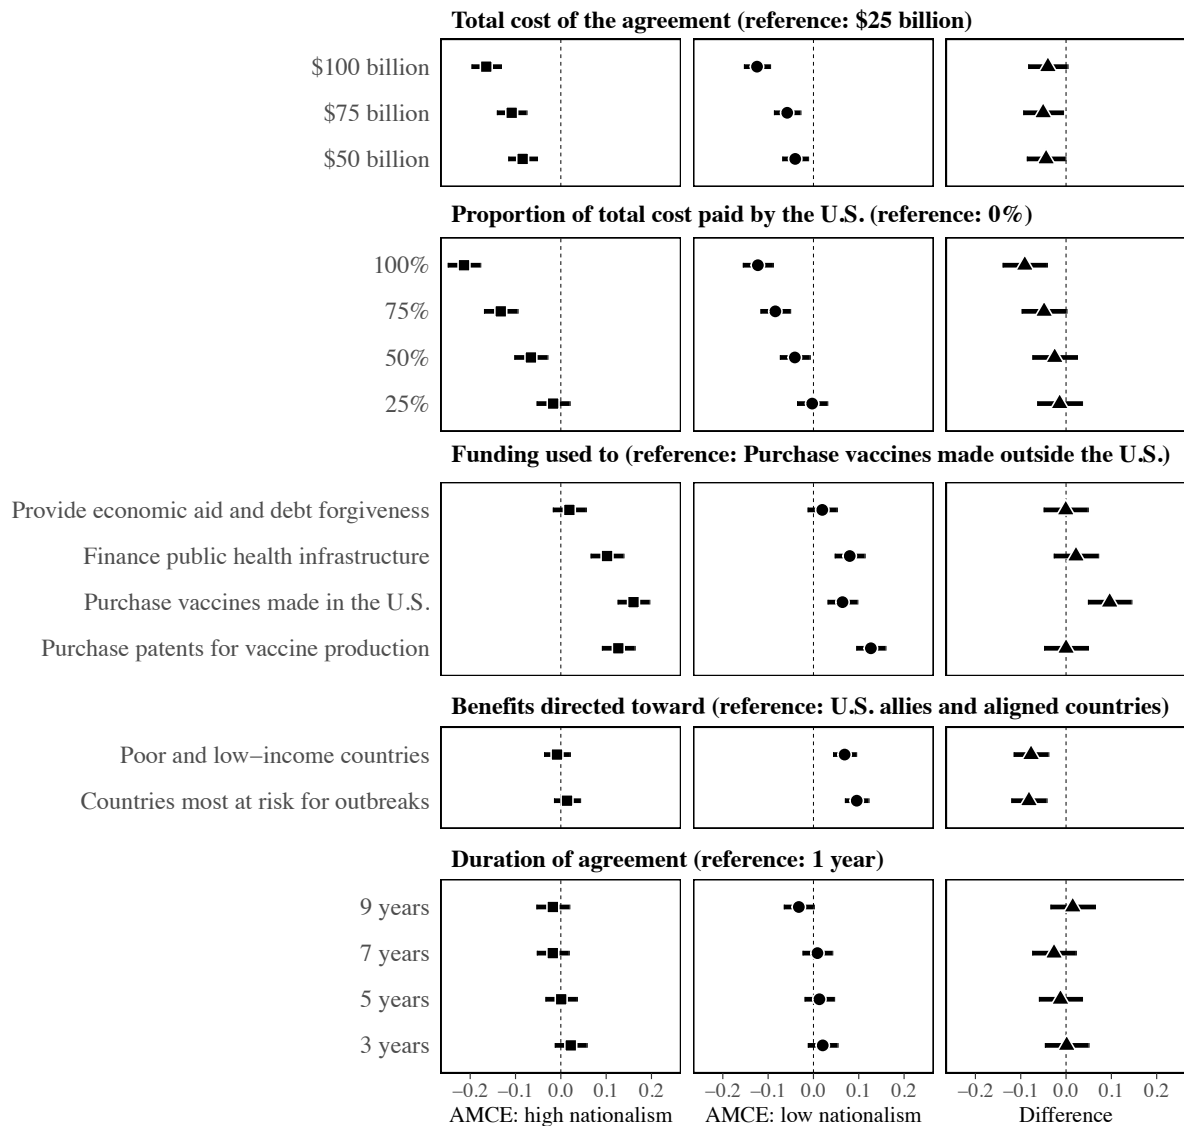 Total cost of the agreement (reference: $25 billion)
$100 billion
$75 billion
$50 billion
Proportion of total cost paid by the U.S. (reference: 0%)
100%
75%
50%
25%
Funding used to (reference: Purchase vaccines made outside the U.S.)
Provide economic aid and debt forgiveness
Finance public health infrastructure
Purchase vaccines made in the U.S.
Purchase patents for vaccine production
Benefits directed toward (reference: U.S. allies and aligned countries)
Poor and low−income countries
Countries most at risk for outbreaks
Duration of agreement (reference: 1 year)
9 years
7 years
5 years
3 years
−0.2 −0.1 0.0 0.1 0.2 −0.2 −0.1 0.0 0.1 0.2 −0.2 −0.1 0.0 0.1 0.2
AMCE: high nationalism AMCE: low nationalism Difference